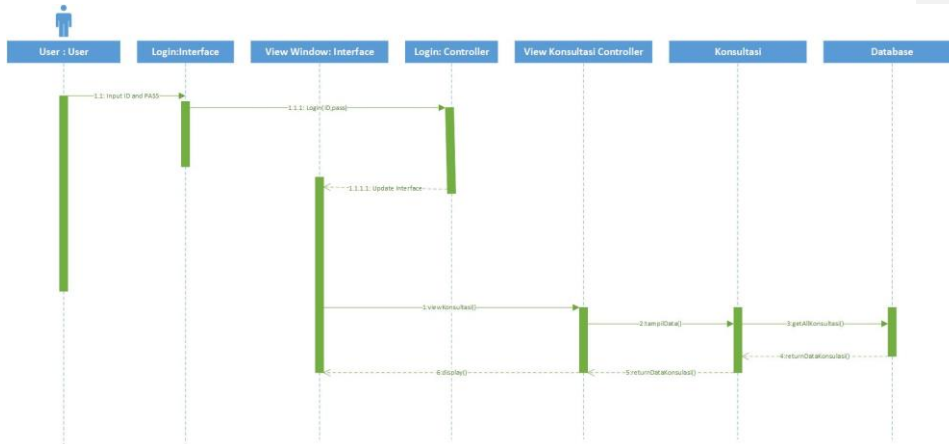 User : User
Login:Interface
View Window: Interface
Login: Controller
View Konsultasi Controller
Konsultasi
Database
1.1: Input ID and PASS
1.1.1: Login(ID,pass)
1.1.1.1: Update Interface
1.viewKonsultasi()
2.tampilData()
3.getAllKonsultasi()
4.returnDataKonsulasi()
5.returnDataKonsulasi()
6.display()